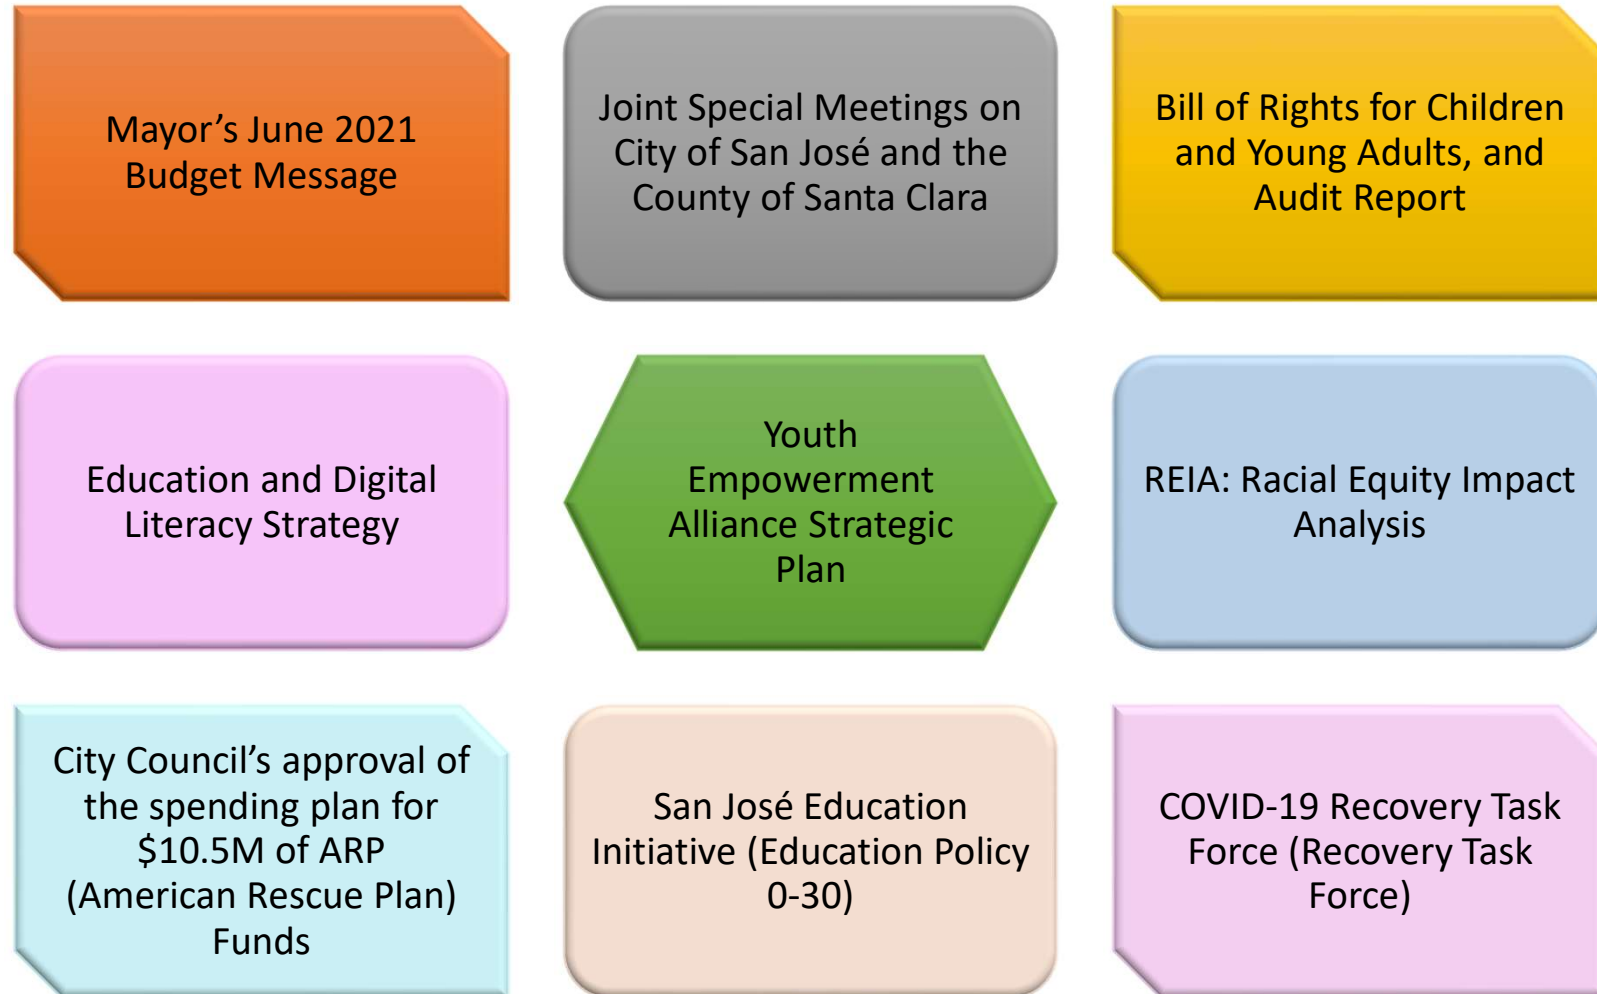 Mayor’s June 2021
Budget Message
Joint Special Meetings on
City of San José and the
County of Santa Clara
Bill of Rights for Children
and Young Adults, and
Audit Report
Education and Digital
Literacy Strategy
Youth
Empowerment
Alliance Strategic
Plan
REIA: Racial Equity Impact
Analysis
City Council’s approval of
the spending plan for
$10.5M of ARP
(American Rescue Plan)
Funds
San José Education
Initiative (Education Policy
0-30)
COVID-19 Recovery Task
Force (Recovery Task
Force)